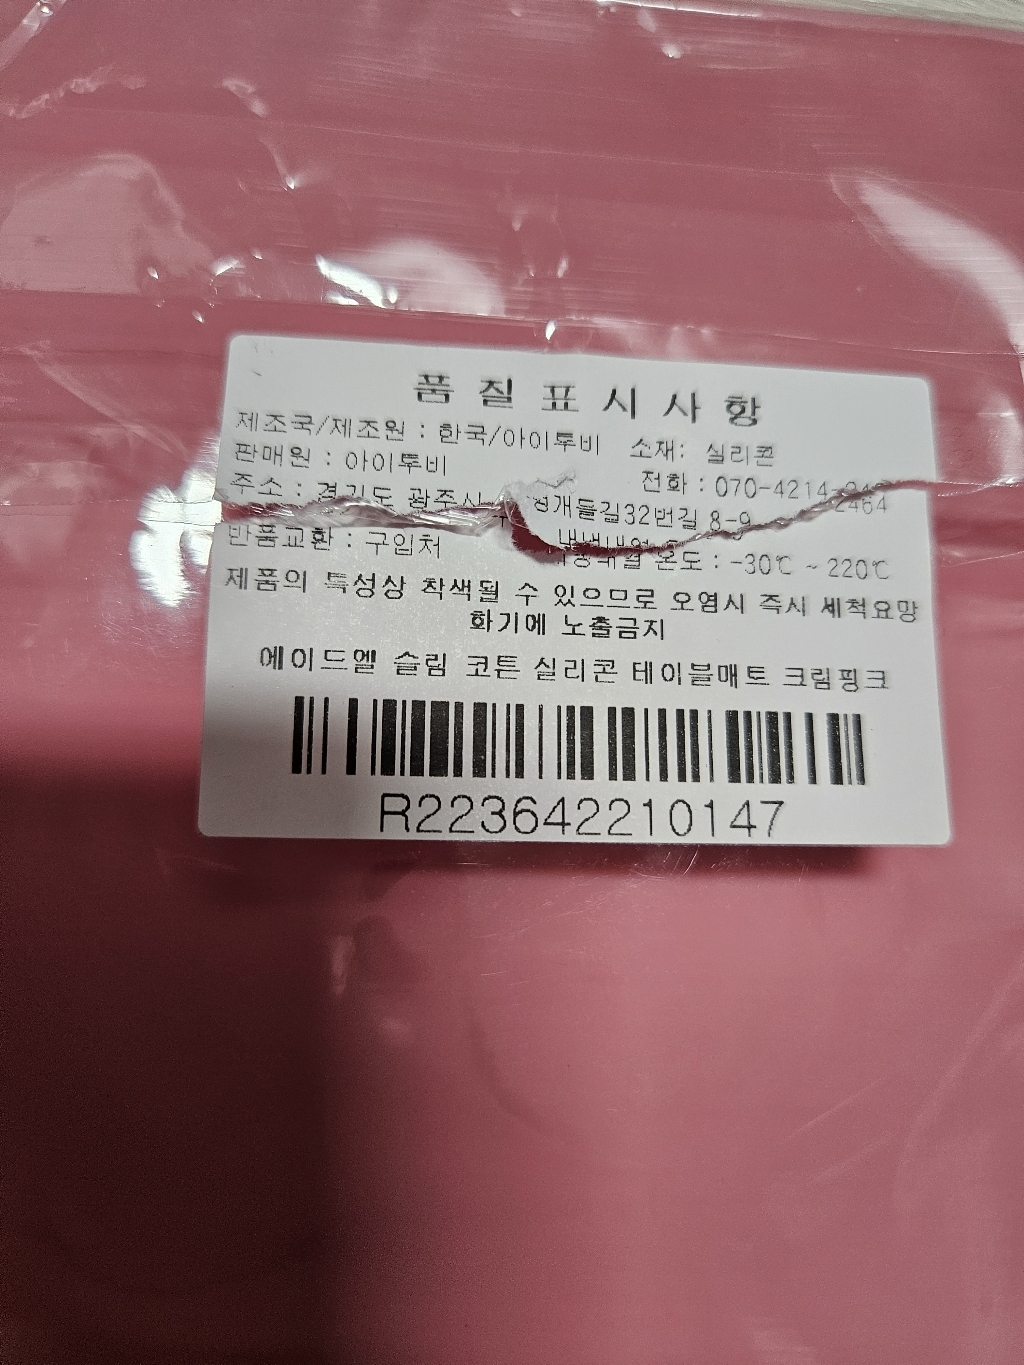 품질표시사항
제조국/제조원 : 한국/아이투비 소재: 실리콘
판매원 : 아이투비 전화 : 070-4214-2464
주소 : 경기도 광주시 32번길 8-9
반품교환 : 구입처 냉내열 온도 : -30℃ ~ 220℃
제품의 특성상 착색될 수 있으므로 오염시 즉시 세척요망
화기에 노출금지
에이드엘 슬림 코튼 실리콘 테이블매트 크림핑크
R223642210147